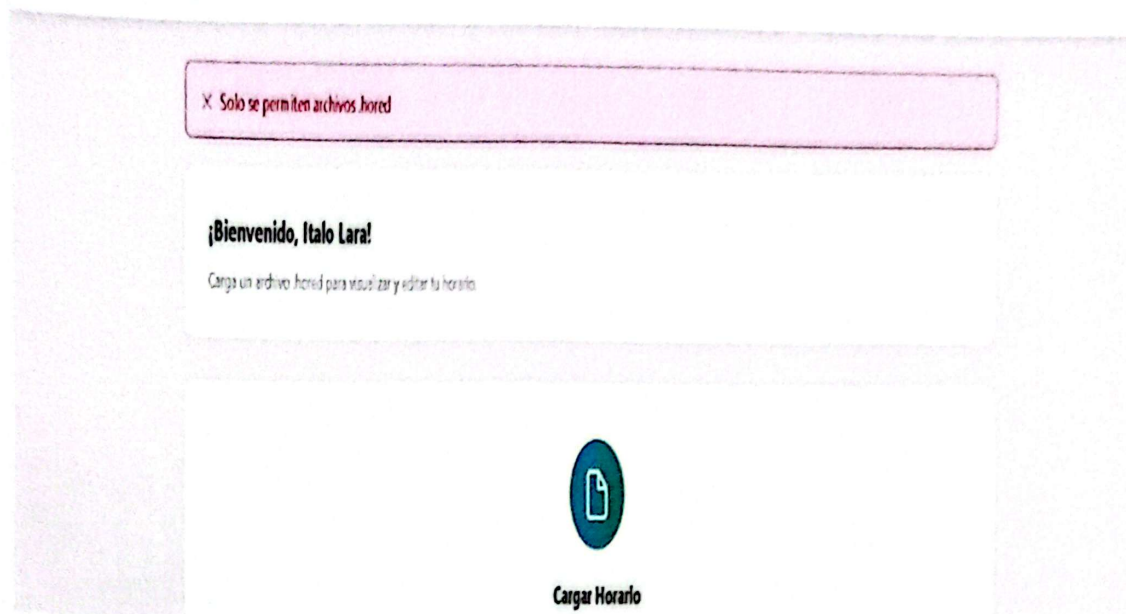 × Solo se permiten archivos .hored
¡Bienvenido, Italo Lara!
Carga un archivo .hored para visualizar y editar tu horario.
Cargar Horario